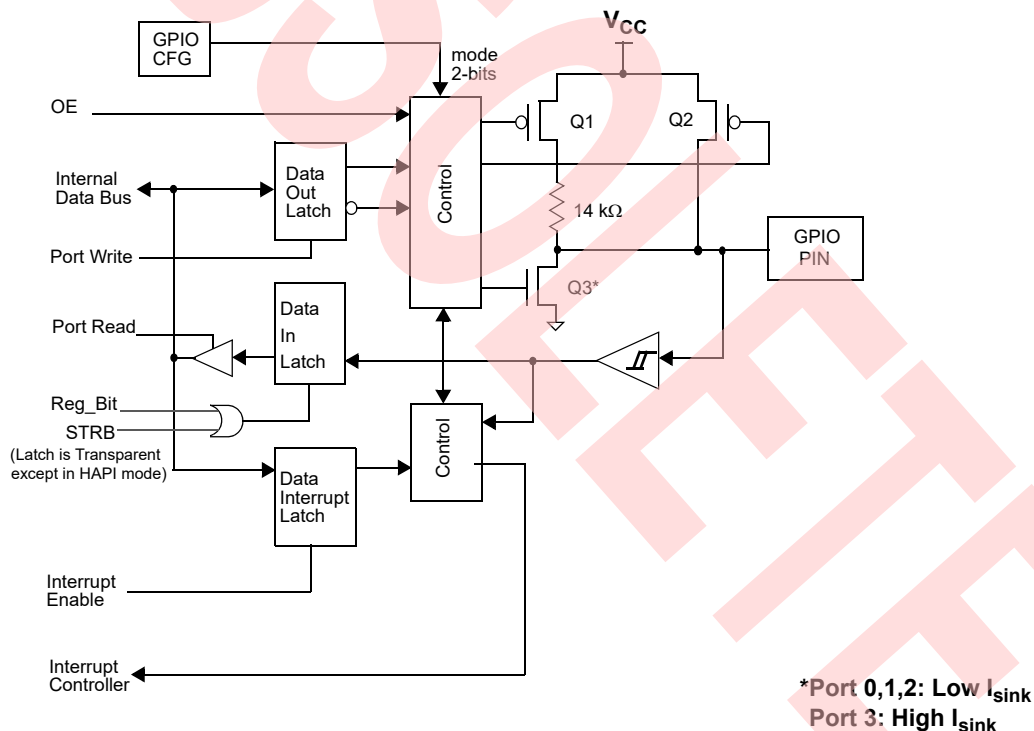 GPIO
CFG
mode
2-bits
VCC
OE
Q1
Q2
Internal
Data Bus
Data
Out
Latch
Control
14 kΩ
GPIO
PIN
Port Write
Q3*
Data
In
Latch
Port Read
Reg_Bit
STRB
(Latch is Transparent
except in HAPI mode)
Control
Data
Interrupt
Latch
Interrupt
Enable
Interrupt
Controller
*Port 0,1,2: Low Isink
Port 3: High Isink